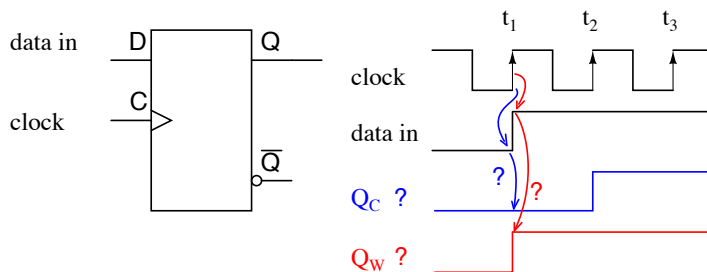 data in
D
Q
C
clock
Q
t1
t2
t3
clock
data in
?
?
QC ?
QW ?